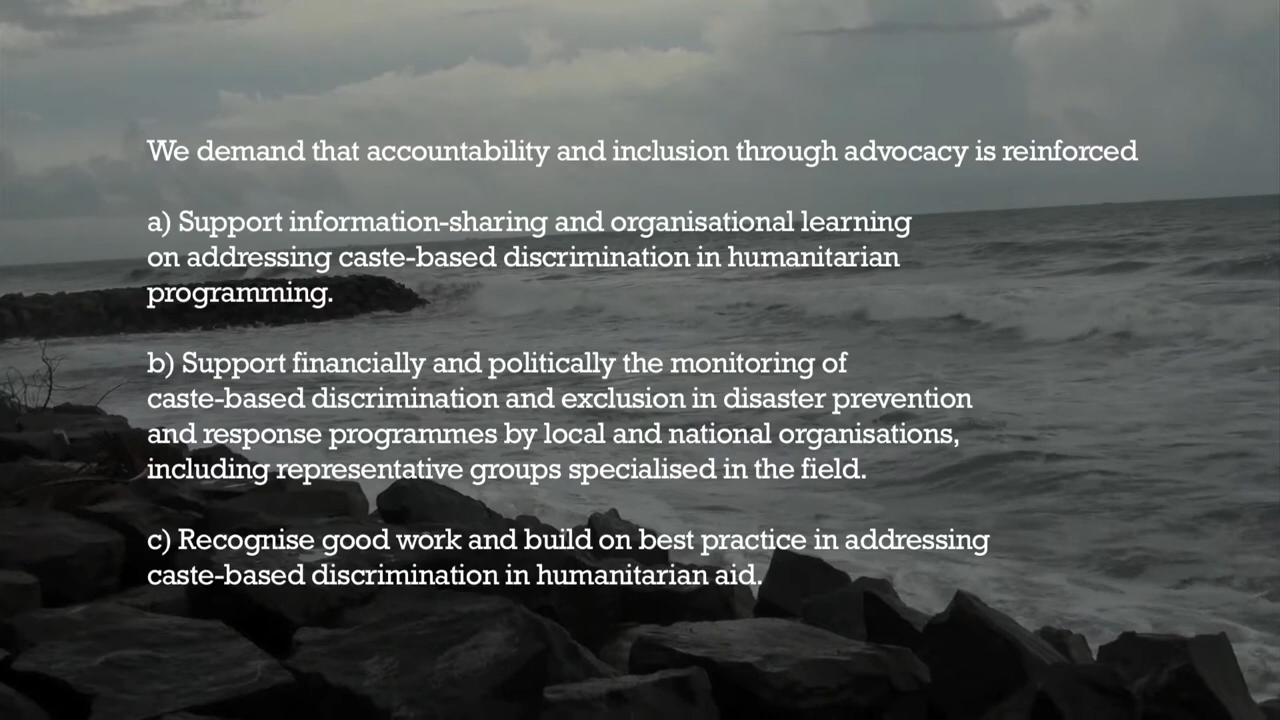 We demand that accountability and inclusion through advocacy is reinforced
a) Support information-sharing and organisational learning
on addressing caste-based discrimination in humanitarian
programming.
b) Support financially and politically the monitoring of
caste-based discrimination and exclusion in disaster prevention
and response programmes by local and national organisations,
including representative groups specialised in the field.
c) Recognise good work and build on best practice in addressing
caste-based discrimination in humanitarian aid.